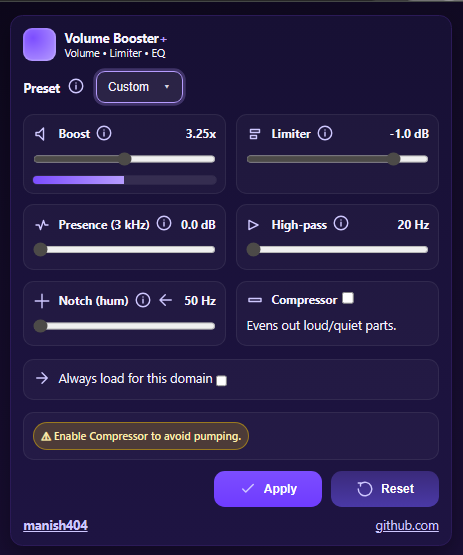 Volume Booster+
Volume • Limiter • EQ
Preset ⓘ Custom
Boost ⓘ 3.25x
Limiter ⓘ -1.0 dB
Presence (3 kHz) ⓘ 0.0 dB
High-pass ⓘ 20 Hz
Notch (hum) ⓘ 50 Hz
Compressor
Evens out loud/quiet parts.
Always load for this domain
⚠ Enable Compressor to avoid pumping.
Apply
Reset
manish404
github.com